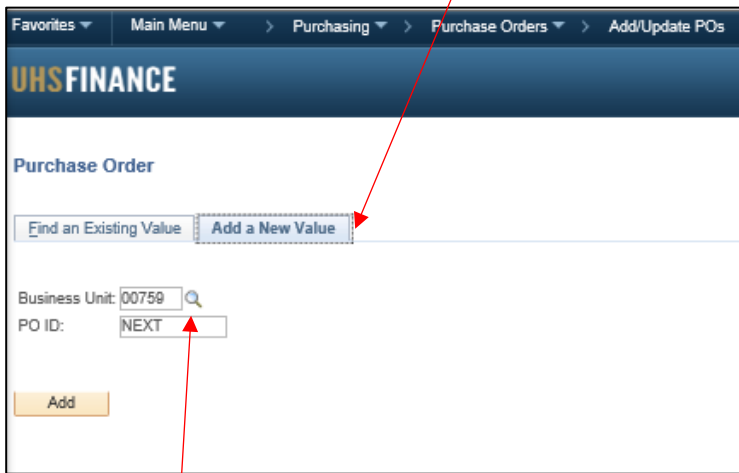 Favorites Main Menu > Purchasing > Purchase Orders > Add/Update POs
UHSFINANCE
Purchase Order
Find an Existing Value Add a New Value
Business Unit: 00759
PO ID: NEXT
Add